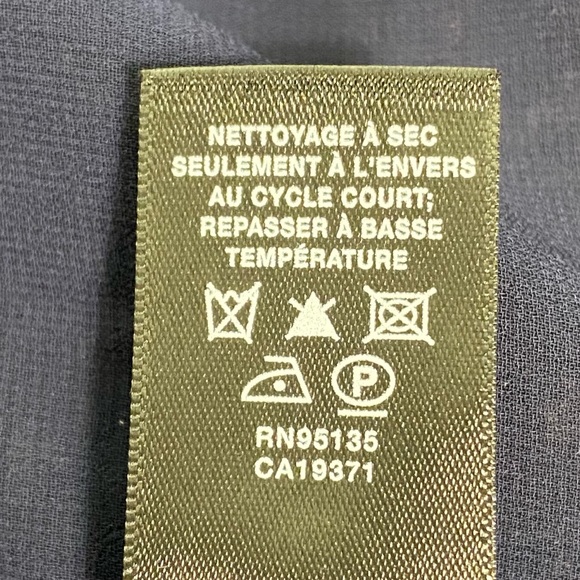 NETTOYAGE À SEC
SEULEMENT À L'ENVERS
AU CYCLE COURT;
REPASSER À BASSE
TEMPÉRATURE
P
RN95135
CA19371